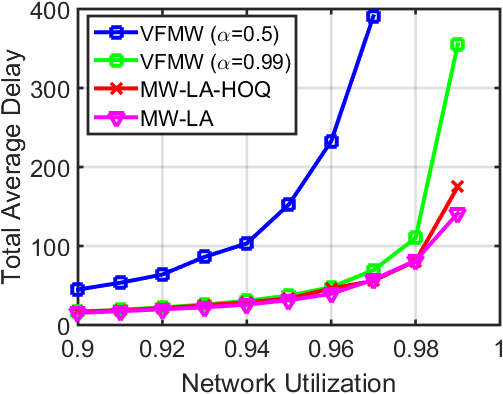 400
300
200
100
0
Total Average Delay
VFMW (α=0.5)
VFMW (α=0.99)
MW-LA-HOQ
MW-LA
0.9 0.92 0.94 0.96 0.98 1
Network Utilization